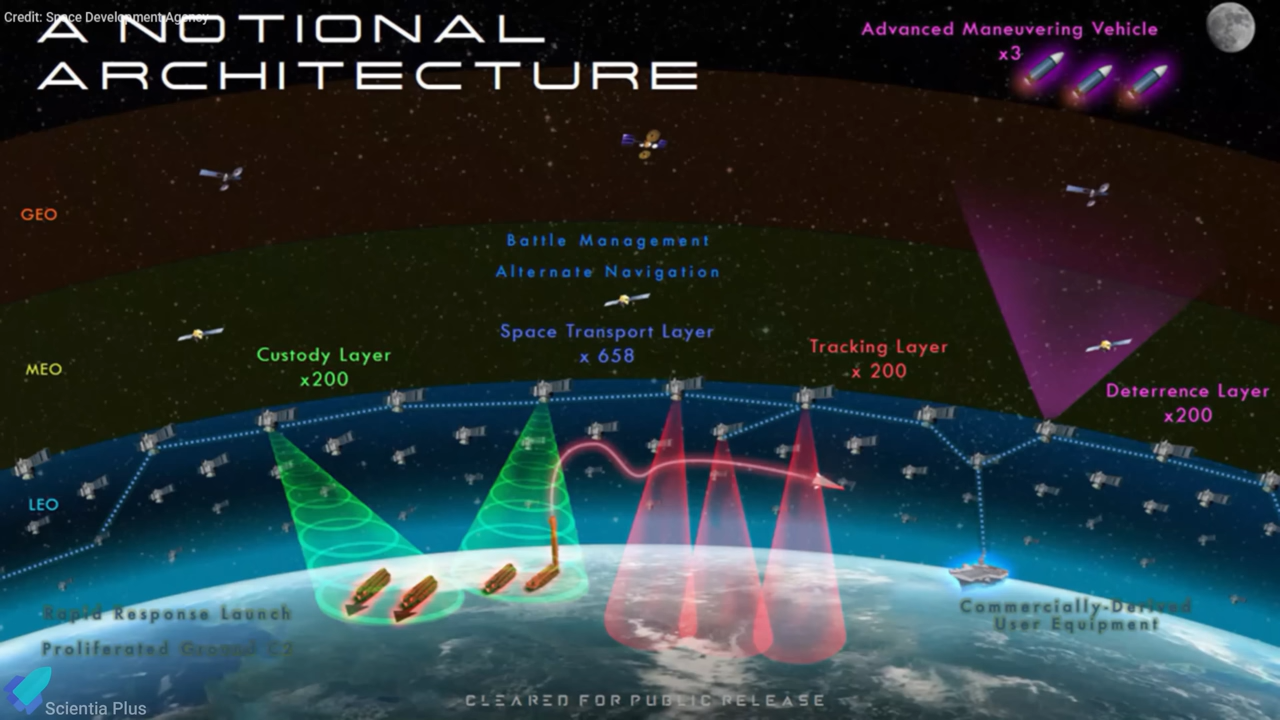 Credit: Space Development Agency
A NOTIONAL
ARCHITECTURE
Advanced Maneuvering Vehicle
x3
GEO
Battle Management
Alternate Navigation
Space Transport Layer
x 658
Custody Layer
x200
Tracking Layer
x 200
MEO
Deterrence Layer
x200
LEO
Rapid Response Launch
Proliferated Ground C2
Commercially-Derived
User Equipment
CLEARED FOR PUBLIC RELEASE
Scientia Plus